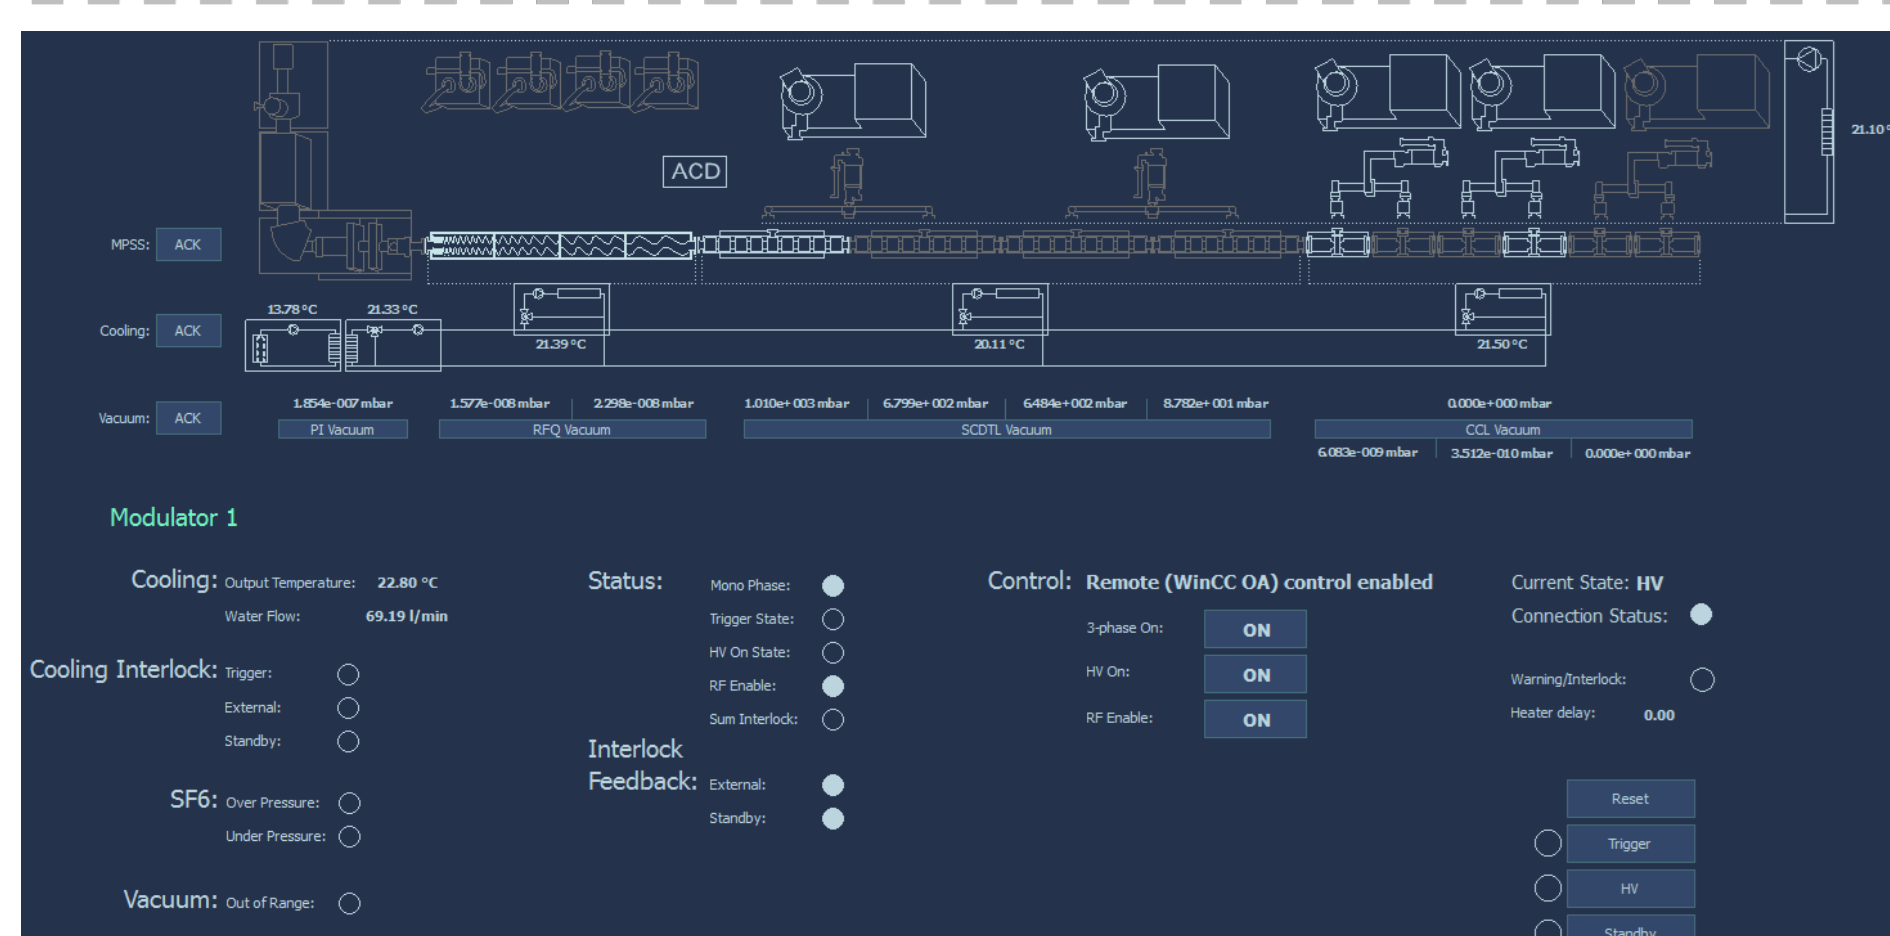 21.10°
ACD
MPSS: ACK
13.78 °C 21.33 °C
Cooling: ACK
21.39 °C 20.11 °C 21.50 °C
1.854e-007 mbar 1.577e-008 mbar 2.298e-008 mbar 1.010e+003 mbar 6.799e+002 mbar 6.484e+002 mbar 8.782e+001 mbar 0.000e+000 mbar
Vacuum: ACK
PI Vacuum RFQ Vacuum SCDTL Vacuum CCL Vacuum
6.083e-009 mbar 3.512e-010 mbar 0.000e+000 mbar
Modulator 1
Cooling: Output Temperature: 22.80 °C
Water Flow: 69.19 l/min
Cooling Interlock: Trigger:
External:
Standby:
SF6: Over Pressure:
Under Pressure:
Vacuum: Out of Range:
Status: Mono Phase:
Trigger State:
HV On State:
RF Enable:
Sum Interlock:
Interlock
Feedback: External:
Standby:
Control: Remote (WinCC OA) control enabled
3-phase On: ON
HV On: ON
RF Enable: ON
Current State: HV
Connection Status:
Warning/Interlock:
Heater delay: 0.00
Reset
Trigger
HV
Standby